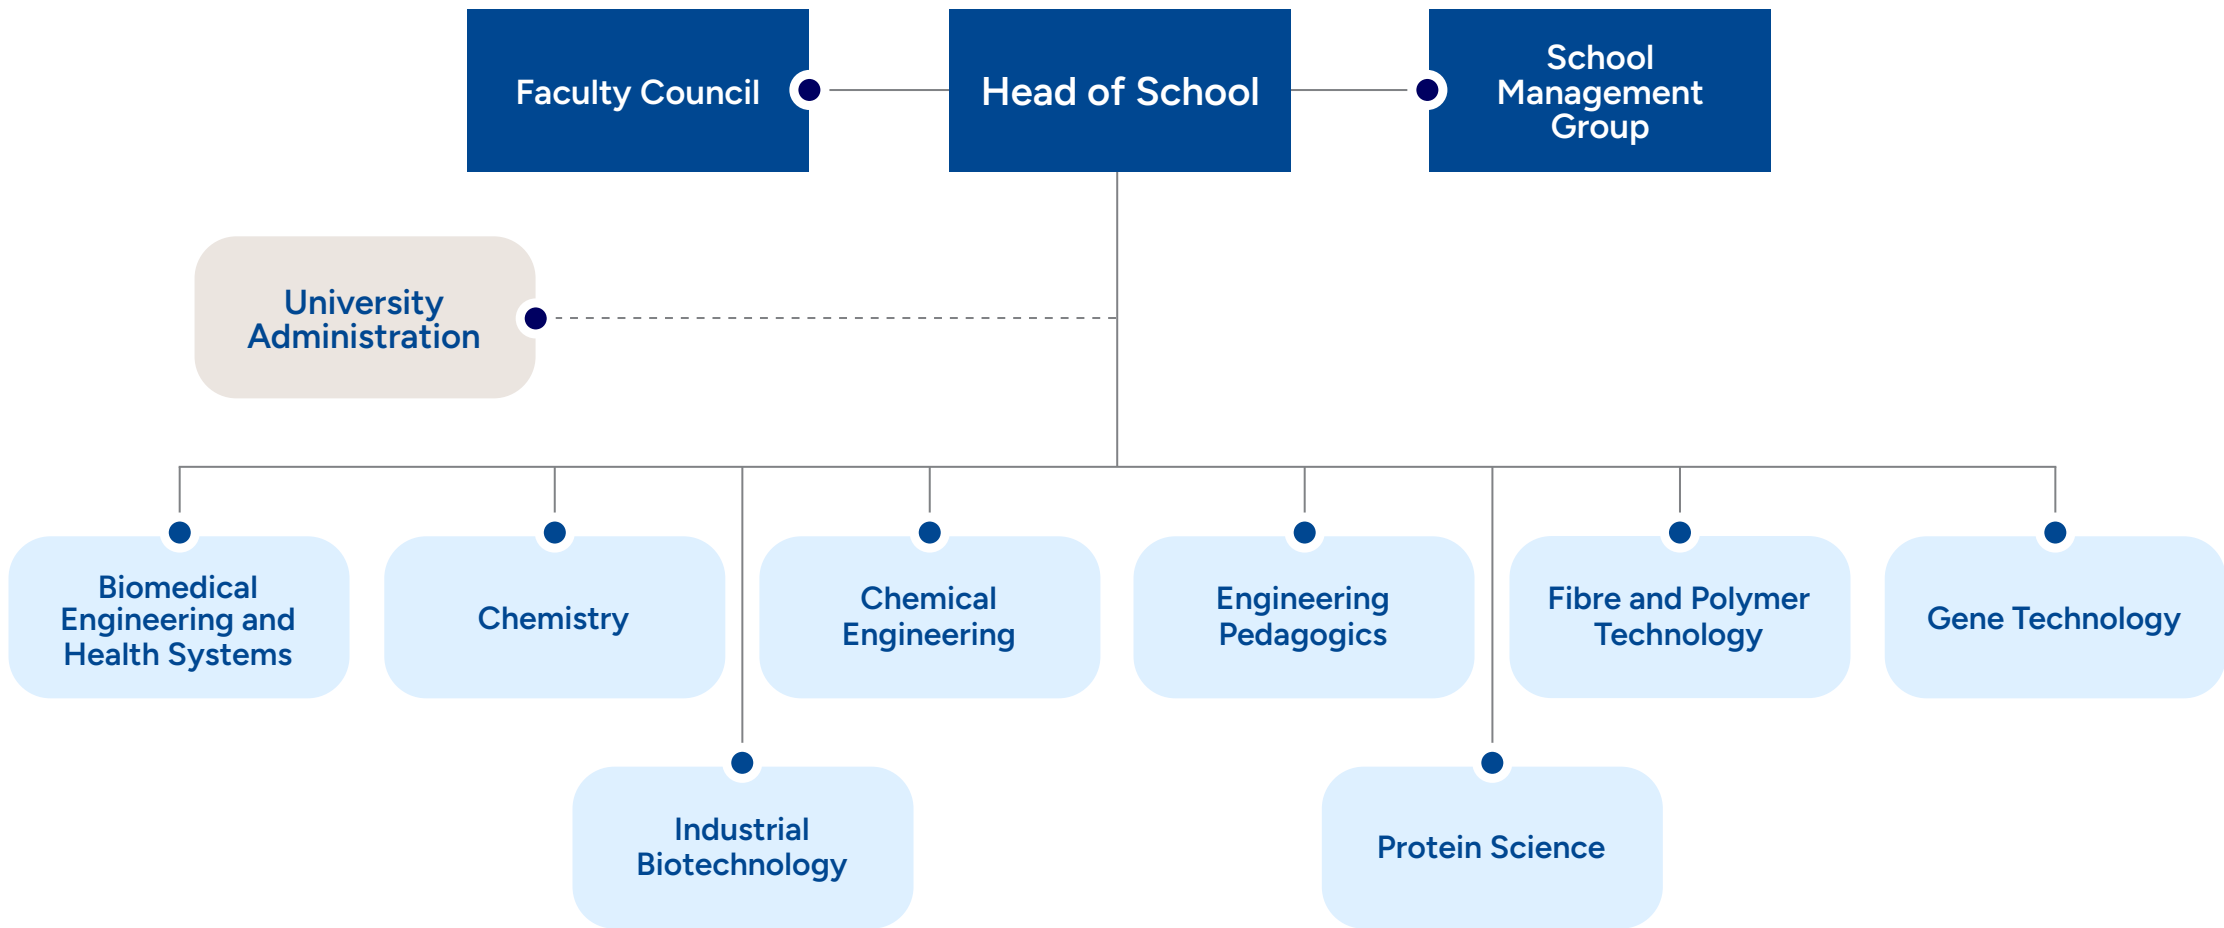 Faculty Council
Head of School
School
Management
Group
University
Administration
Biomedical
Engineering and
Health Systems
Chemistry
Chemical
Engineering
Engineering
Pedagogics
Fibre and Polymer
Technology
Gene Technology
Industrial
Biotechnology
Protein Science